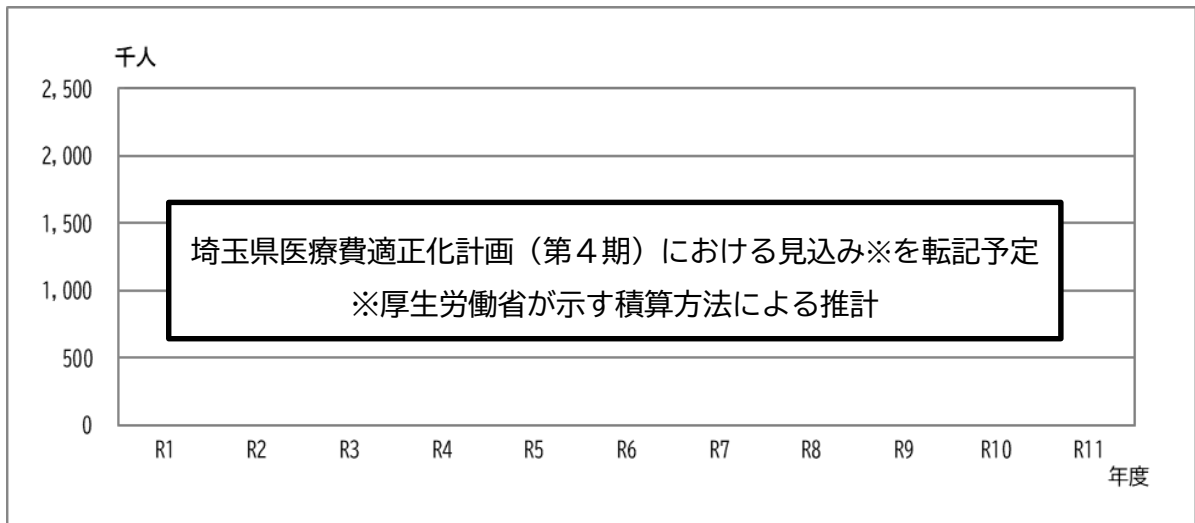 千人
2,500
2,000
1,500
1,000
500
0
埼玉県医療費適正化計画（第４期）における見込み※を転記予定
※厚生労働省が示す積算方法による推計
R1 R2 R3 R4 R5 R6 R7 R8 R9 R10 R11
年度